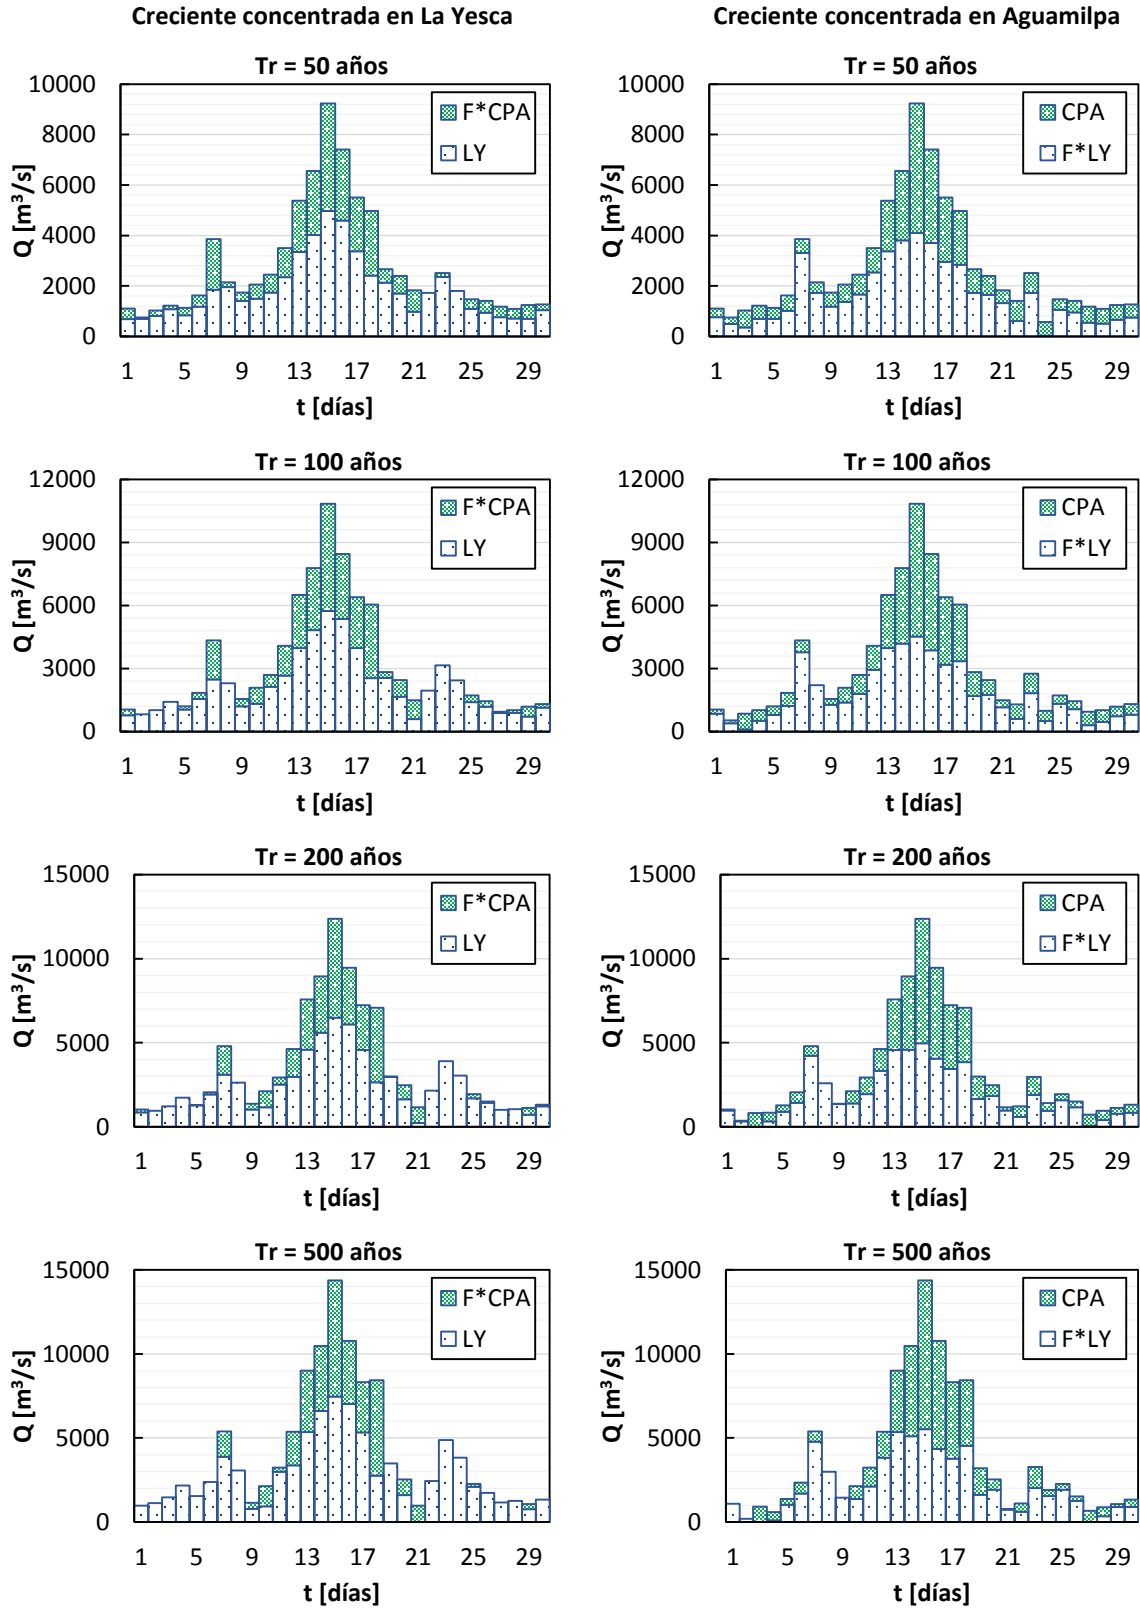 Creciente concentrada en La Yesca
Creciente concentrada en Aguamilpa
Tr = 50 años
Q [m³/s]
10000
8000
6000
4000
2000
0
F*CPA
LY
1 5 9 13 17 21 25 29
t [días]
Tr = 50 años
Q [m³/s]
10000
8000
6000
4000
2000
0
CPA
F*LY
1 5 9 13 17 21 25 29
t [días]
Tr = 100 años
Q [m³/s]
12000
9000
6000
3000
0
F*CPA
LY
1 5 9 13 17 21 25 29
t [días]
Tr = 100 años
Q [m³/s]
12000
9000
6000
3000
0
CPA
F*LY
1 5 9 13 17 21 25 29
t [días]
Tr = 200 años
Q [m³/s]
15000
10000
5000
0
F*CPA
LY
1 5 9 13 17 21 25 29
t [días]
Tr = 200 años
Q [m³/s]
15000
10000
5000
0
CPA
F*LY
1 5 9 13 17 21 25 29
t [días]
Tr = 500 años
Q [m³/s]
15000
10000
5000
0
F*CPA
LY
1 5 9 13 17 21 25 29
t [días]
Tr = 500 años
Q [m³/s]
15000
10000
5000
0
CPA
F*LY
1 5 9 13 17 21 25 29
t [días]